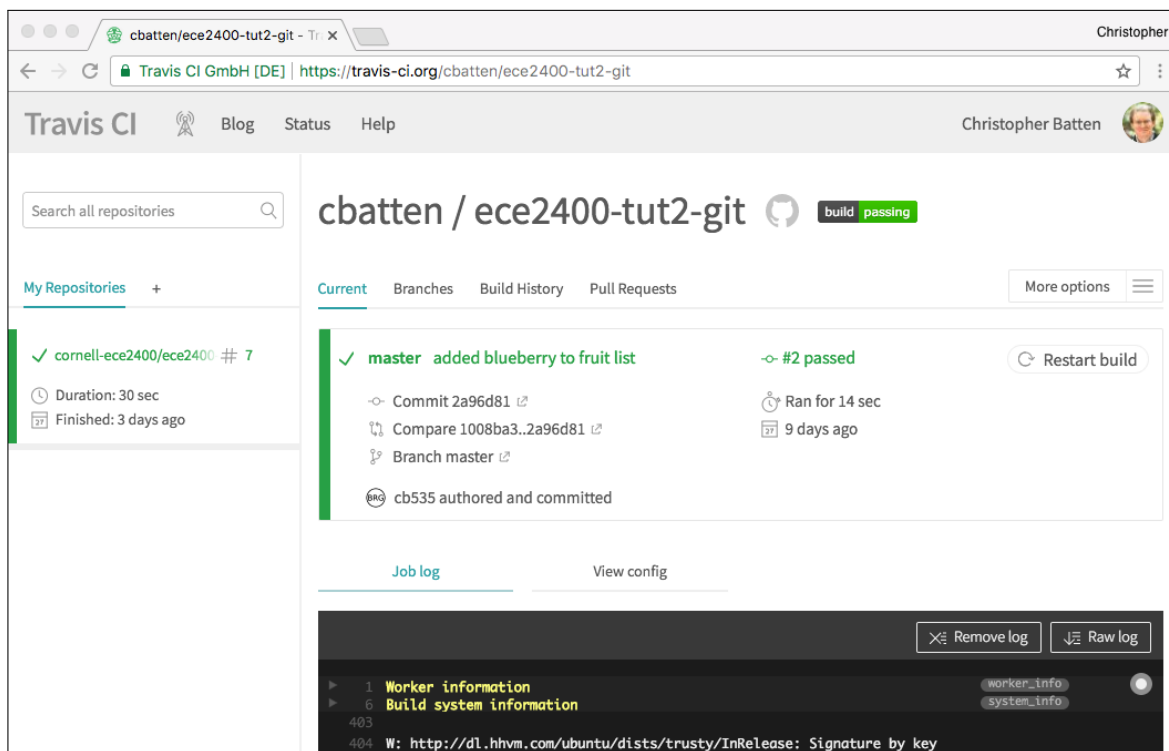 cbatten/ece2400-tut2-git - Tr
Christopher
Travis CI GmbH [DE] https://travis-ci.org/cbatten/ece2400-tut2-git
Travis CI Blog Status Help Christopher Batten
Search all repositories
cbatten / ece2400-tut2-git build passing
My Repositories +
Current Branches Build History Pull Requests More options
cornell-ece2400/ece2400 # 7
Duration: 30 sec
27 Finished: 3 days ago
master added blueberry to fruit list #2 passed Restart build
Commit 2a96d81 Ran for 14 sec
Compare 1008ba3..2a96d81 27 9 days ago
Branch master
BRG cb535 authored and committed
Job log View config
Remove log Raw log
1 Worker information worker_info
6 Build system information system_info
403
404 W: http://dl.hhvm.com/ubuntu/dists/trusty/InRelease: Signature by key